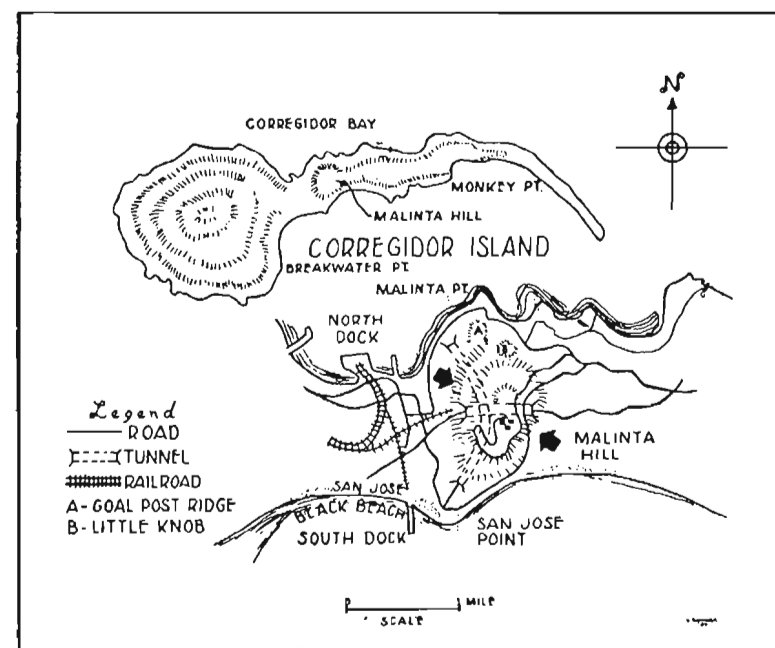 N
CORREGIDOR BAY
MONKEY PT.
MALINTA HILL
CORREGIDOR ISLAND
BREAKWATER PT.
MALINTA PT.
NORTH
DOCK
A
B
Legend
ROAD
TUNNEL
RAILROAD
A- GOAL POST RIDGE
B- LITTLE KNOB
MALINTA
HILL
SAN JOSE
BLACK BEACH
SOUTH DOCK
SAN JOSE
POINT
MILE
SCALE